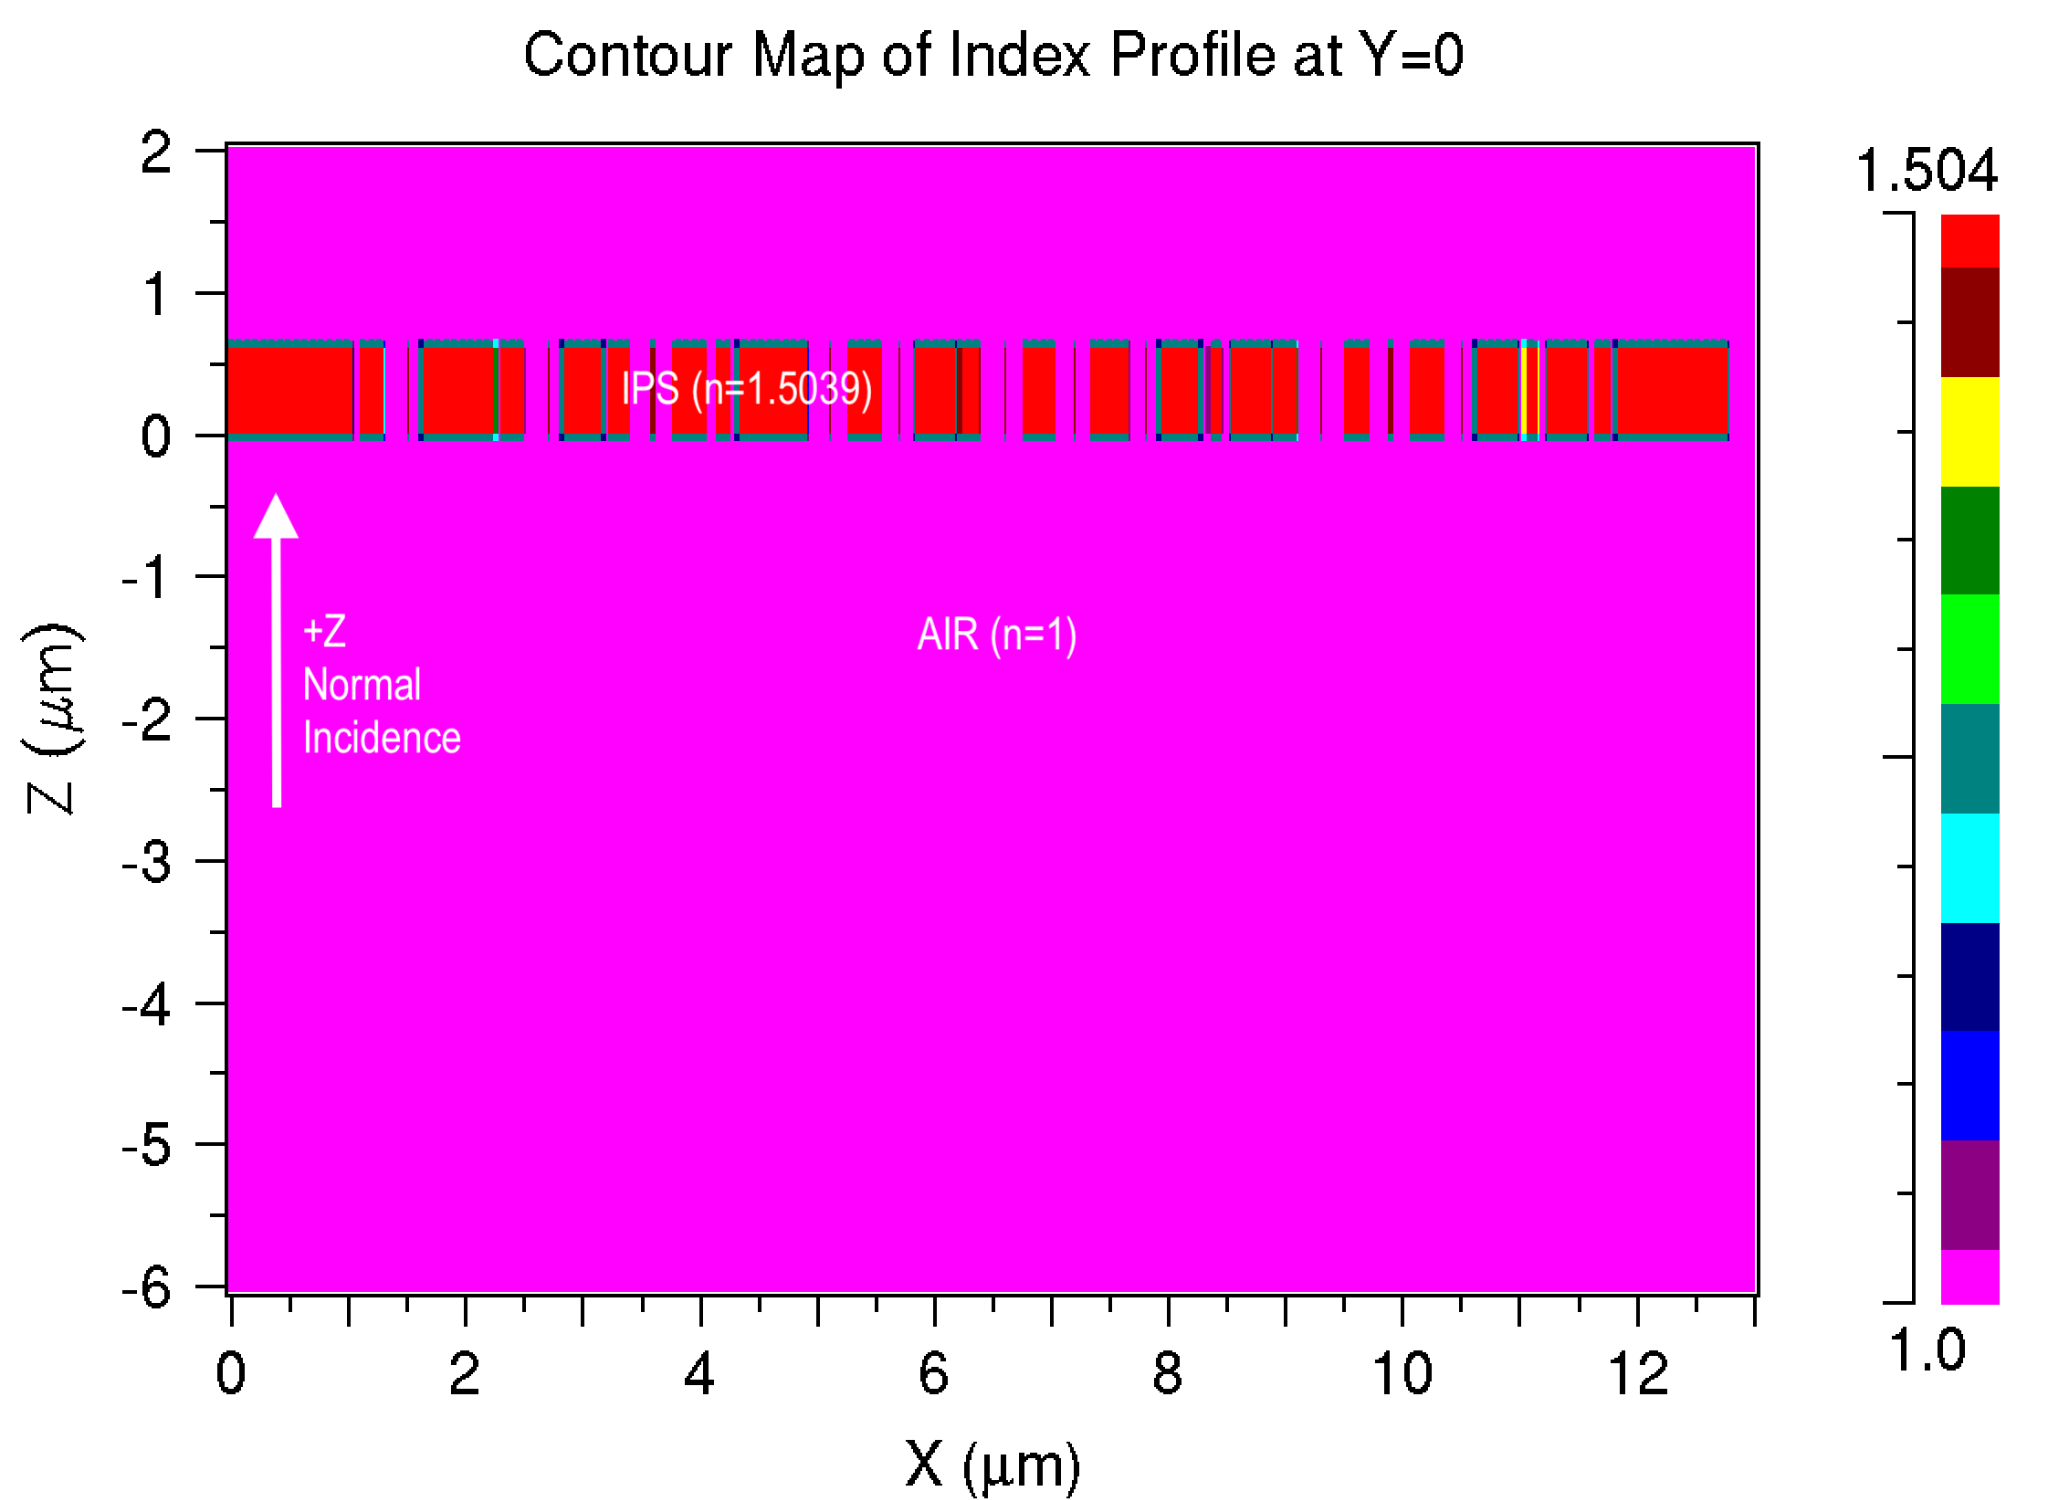 Contour Map of Index Profile at Y=0
2
1
0
-1
-2
-3
-4
-5
-6
Z (μm)
IPS (n=1.5039)
+Z
Normal
Incidence
AIR (n=1)
0 2 4 6 8 10 12
X (μm)
1.504
1.0